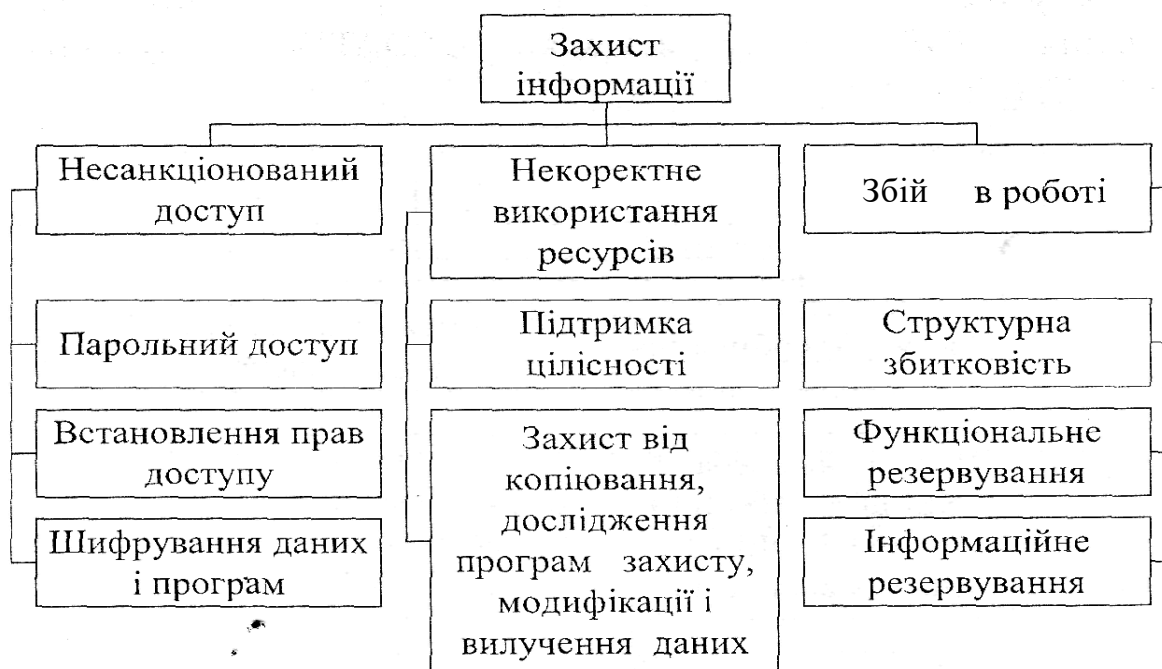 Захист
інформації
Несанкціонований
доступ
Парольний доступ
Встановлення прав
доступу
Шифрування даних
і програм
Некоректне
використання
ресурсів
Підтримка
цілісності
Захист від
копіювання,
дослідження
програм захисту,
модифікації і
вилучення даних
Збій в роботі
Структурна
збитковість
Функціональне
резервування
Інформаційне
резервування